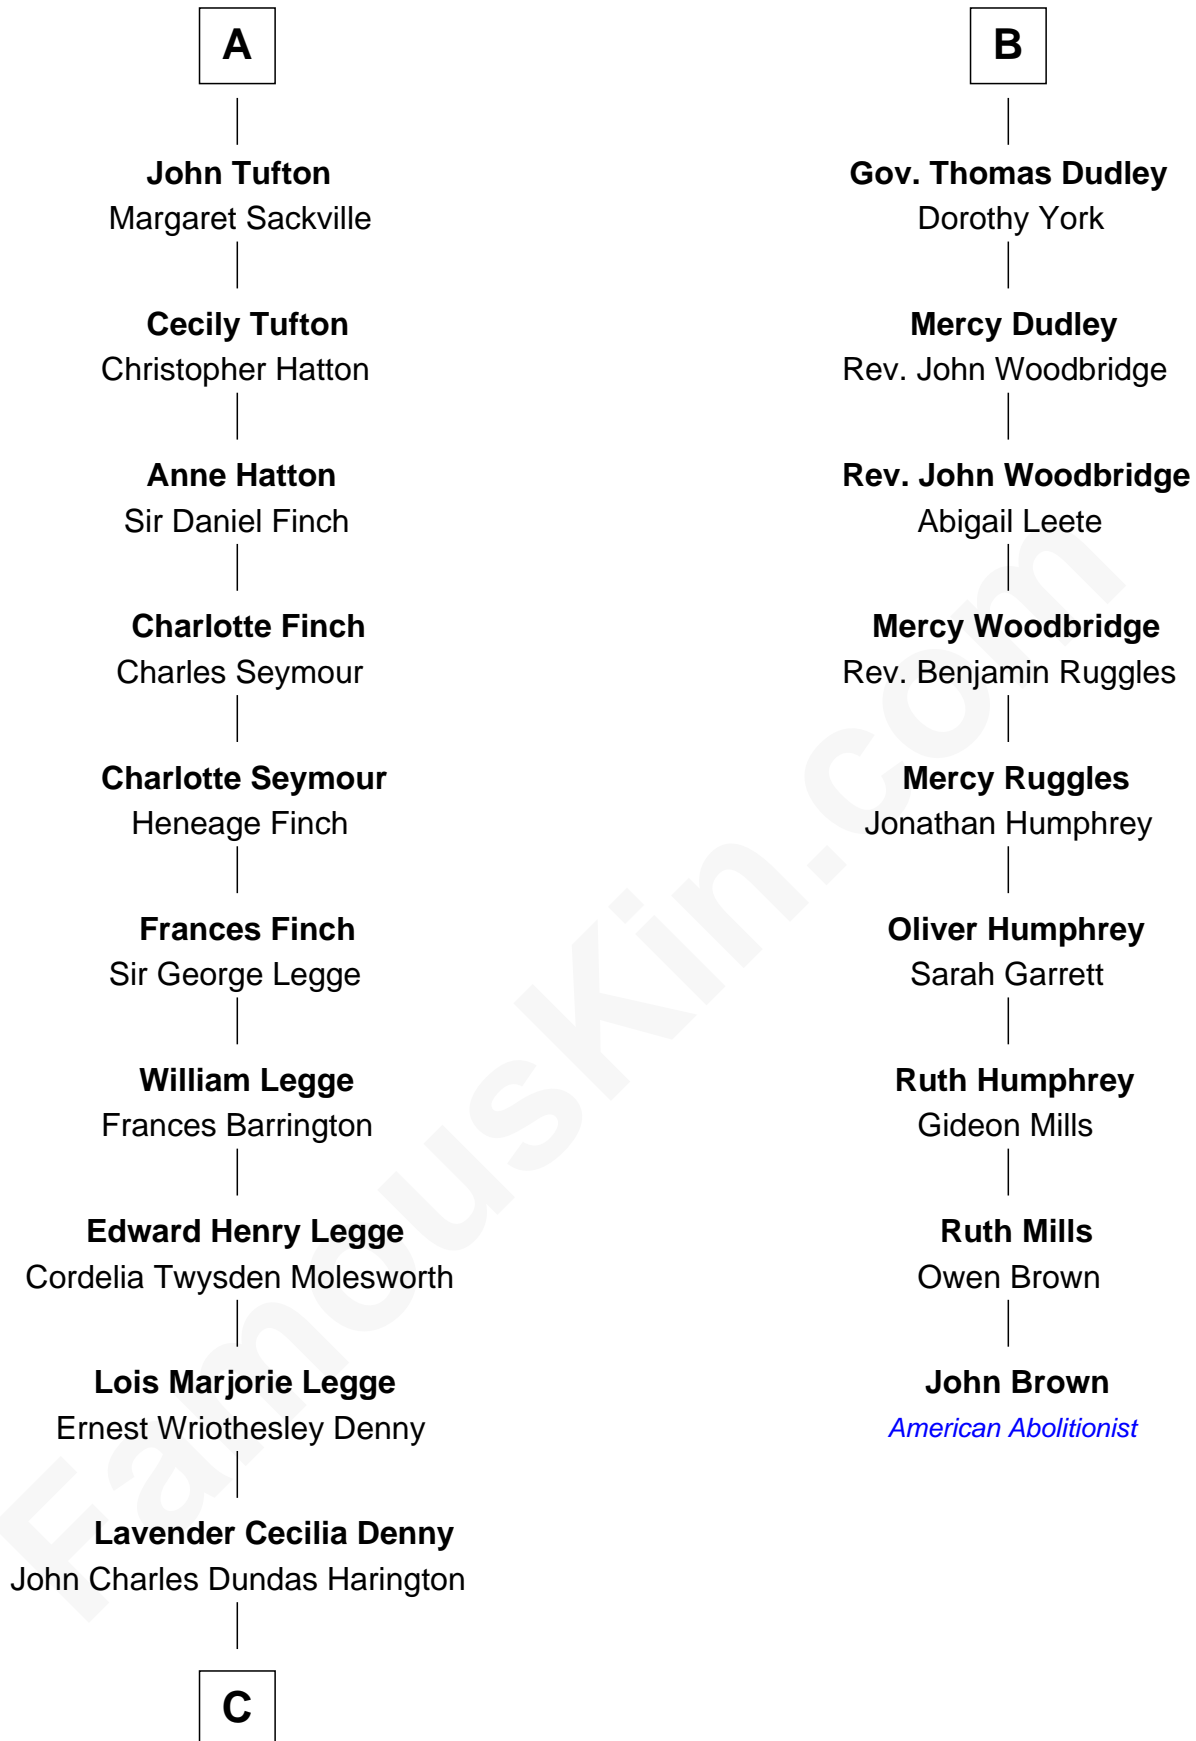 A
John Tufton
Margaret Sackville
Cecily Tufton
Christopher Hatton
Anne Hatton
Sir Daniel Finch
Charlotte Finch
Charles Seymour
Charlotte Seymour
Heneage Finch
Frances Finch
Sir George Legge
William Legge
Frances Barrington
Edward Henry Legge
Cordelia Twysden Molesworth
Lois Marjorie Legge
Ernest Wriothesley Denny
Lavender Cecilia Denny
John Charles Dundas Harington
C
B
Gov. Thomas Dudley
Dorothy York
Mercy Dudley
Rev. John Woodbridge
Rev. John Woodbridge
Abigail Leete
Mercy Woodbridge
Rev. Benjamin Ruggles
Mercy Ruggles
Jonathan Humphrey
Oliver Humphrey
Sarah Garrett
Ruth Humphrey
Gideon Mills
Ruth Mills
Owen Brown
John Brown
American Abolitionist
FamousKin.com